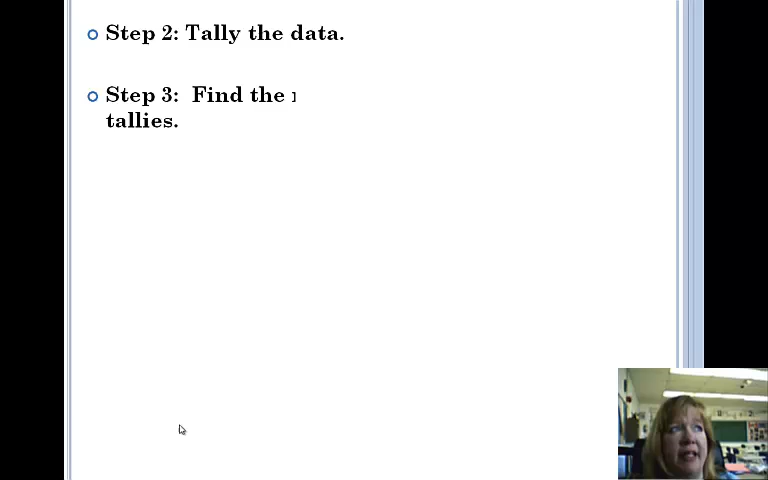 Step 2: Tally the data.
Step 3: Find the
tallies.